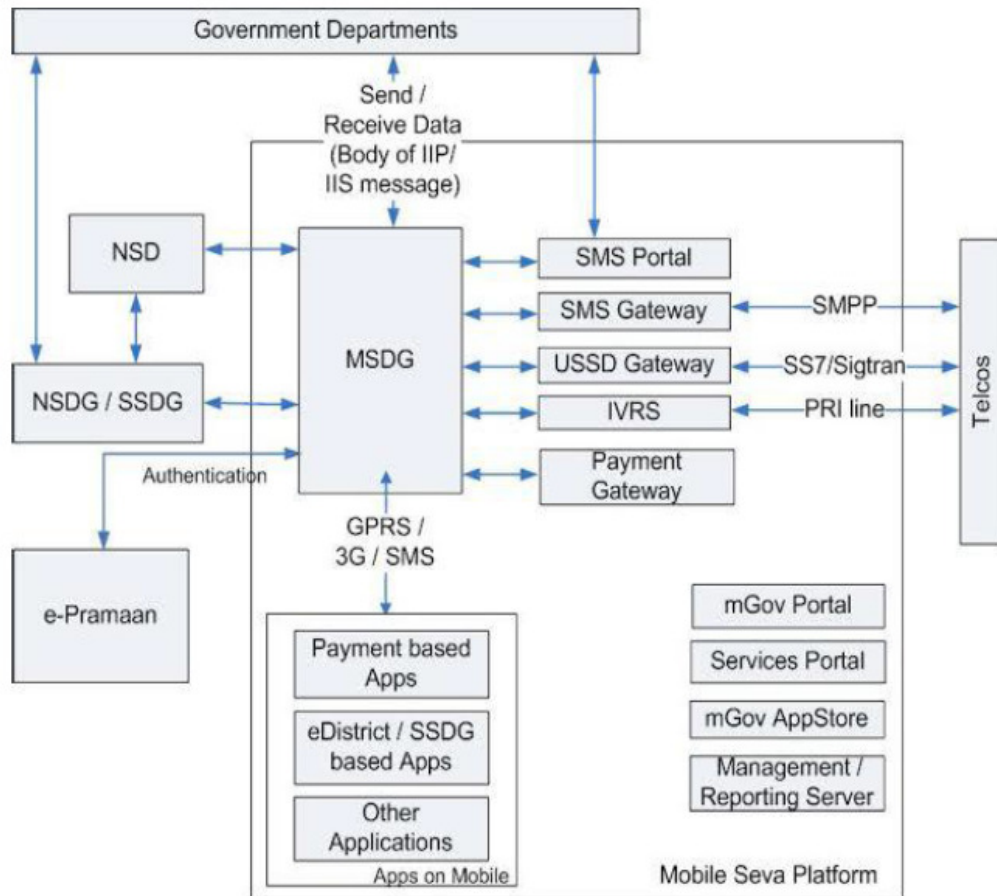 Government Departments
Send /
Receive Data
(Body of IIP/
IIS message)
NSD
MSDG
SMS Portal
SMS Gateway
SMPP
USSD Gateway
SS7/Sigtran
IVRS
PRI line
Payment
Gateway
Telcos
NSDG / SSDG
Authentication
e-Pramaan
GPRS /
3G / SMS
Payment based
Apps
eDistrict / SSDG
based Apps
Other
Applications
Apps on Mobile
mGov Portal
Services Portal
mGov AppStore
Management /
Reporting Server
Mobile Seva Platform